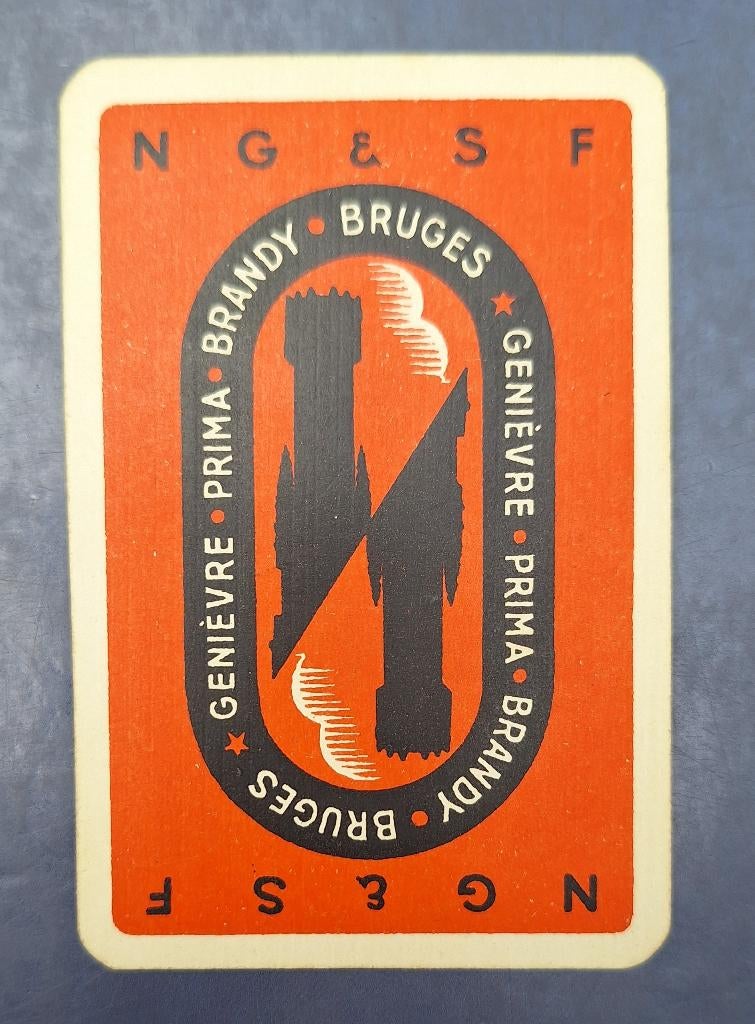 N G & S F
GENIÈVRE • PRIMA • BRANDY • BRUGES
★ GENIÈVRE • PRIMA • BRANDY • BRUGES ★
N G & S F